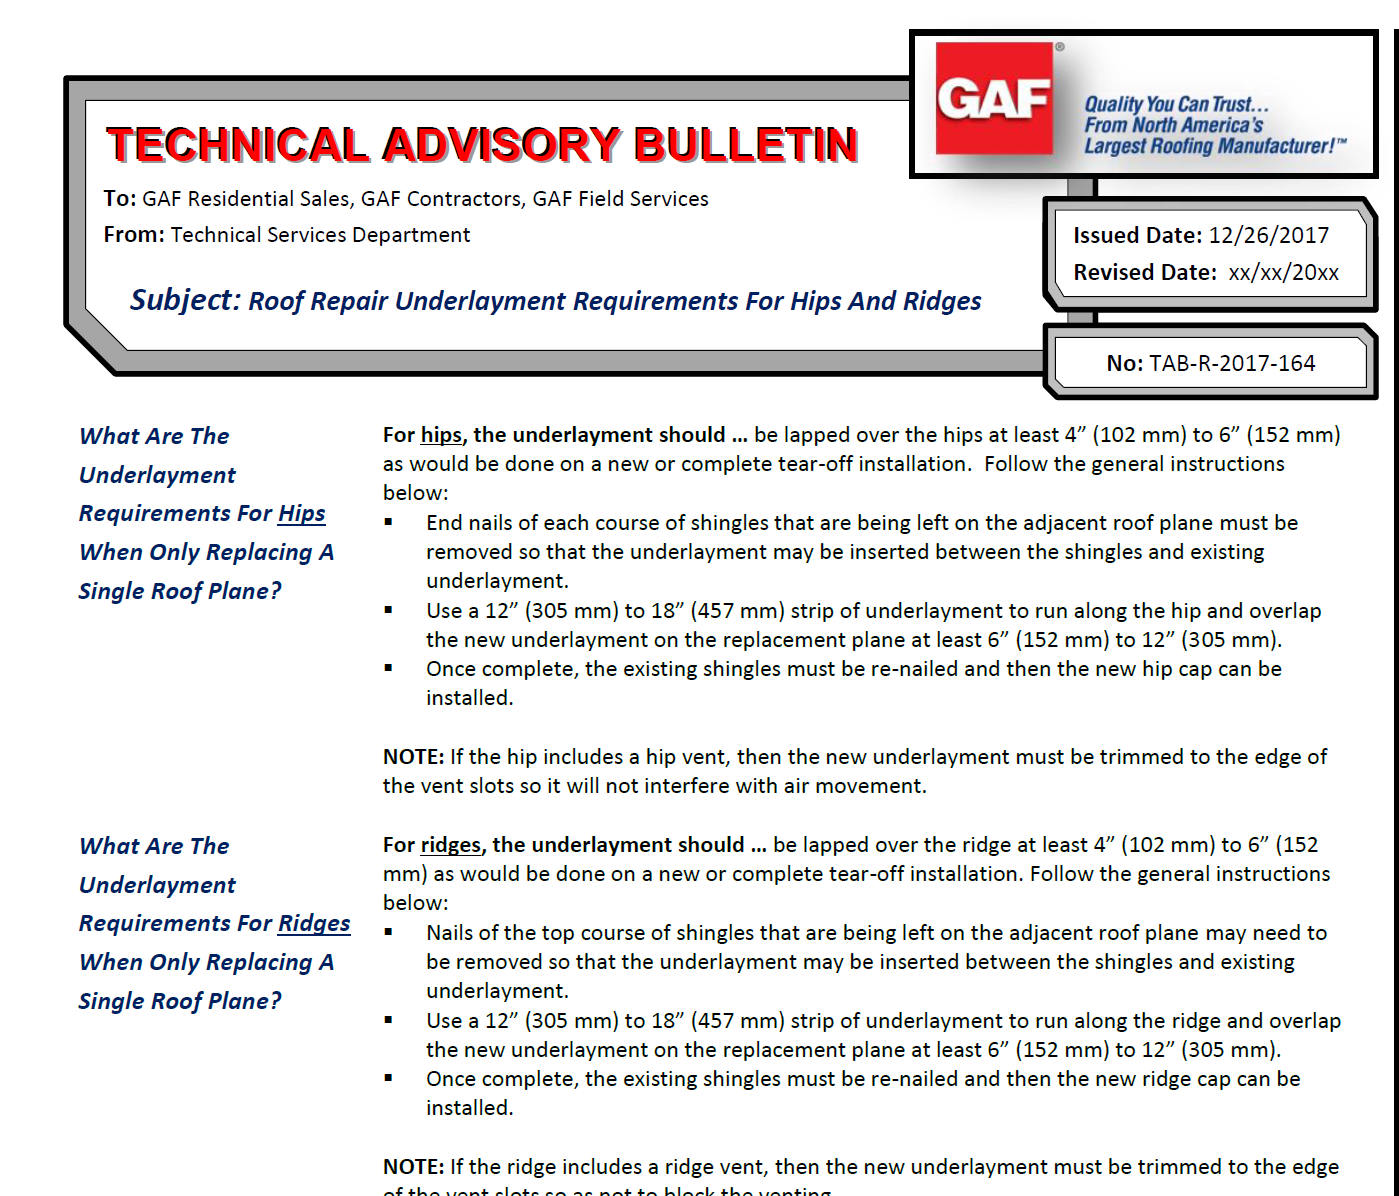 GAF®
Quality You Can Trust...
From North America's
Largest Roofing Manufacturer!™
TECHNICAL ADVISORY BULLETIN
To: GAF Residential Sales, GAF Contractors, GAF Field Services
From: Technical Services Department
Subject: Roof Repair Underlayment Requirements For Hips And Ridges
Issued Date: 12/26/2017
Revised Date: xx/xx/20xx
No: TAB-R-2017-164
What Are The
Underlayment
Requirements For Hips
When Only Replacing A
Single Roof Plane?
For hips, the underlayment should ... be lapped over the hips at least 4” (102 mm) to 6” (152 mm)
as would be done on a new or complete tear-off installation. Follow the general instructions
below:
▪ End nails of each course of shingles that are being left on the adjacent roof plane must be
removed so that the underlayment may be inserted between the shingles and existing
underlayment.
▪ Use a 12” (305 mm) to 18” (457 mm) strip of underlayment to run along the hip and overlap
the new underlayment on the replacement plane at least 6” (152 mm) to 12” (305 mm).
▪ Once complete, the existing shingles must be re-nailed and then the new hip cap can be
installed.
NOTE: If the hip includes a hip vent, then the new underlayment must be trimmed to the edge of
the vent slots so it will not interfere with air movement.
What Are The
Underlayment
Requirements For Ridges
When Only Replacing A
Single Roof Plane?
For ridges, the underlayment should ... be lapped over the ridge at least 4” (102 mm) to 6” (152
mm) as would be done on a new or complete tear-off installation. Follow the general instructions
below:
▪ Nails of the top course of shingles that are being left on the adjacent roof plane may need to
be removed so that the underlayment may be inserted between the shingles and existing
underlayment.
▪ Use a 12” (305 mm) to 18” (457 mm) strip of underlayment to run along the ridge and overlap
the new underlayment on the replacement plane at least 6” (152 mm) to 12” (305 mm).
▪ Once complete, the existing shingles must be re-nailed and then the new ridge cap can be
installed.
NOTE: If the ridge includes a ridge vent, then the new underlayment must be trimmed to the edge
of the vent slots so as not to block the venting